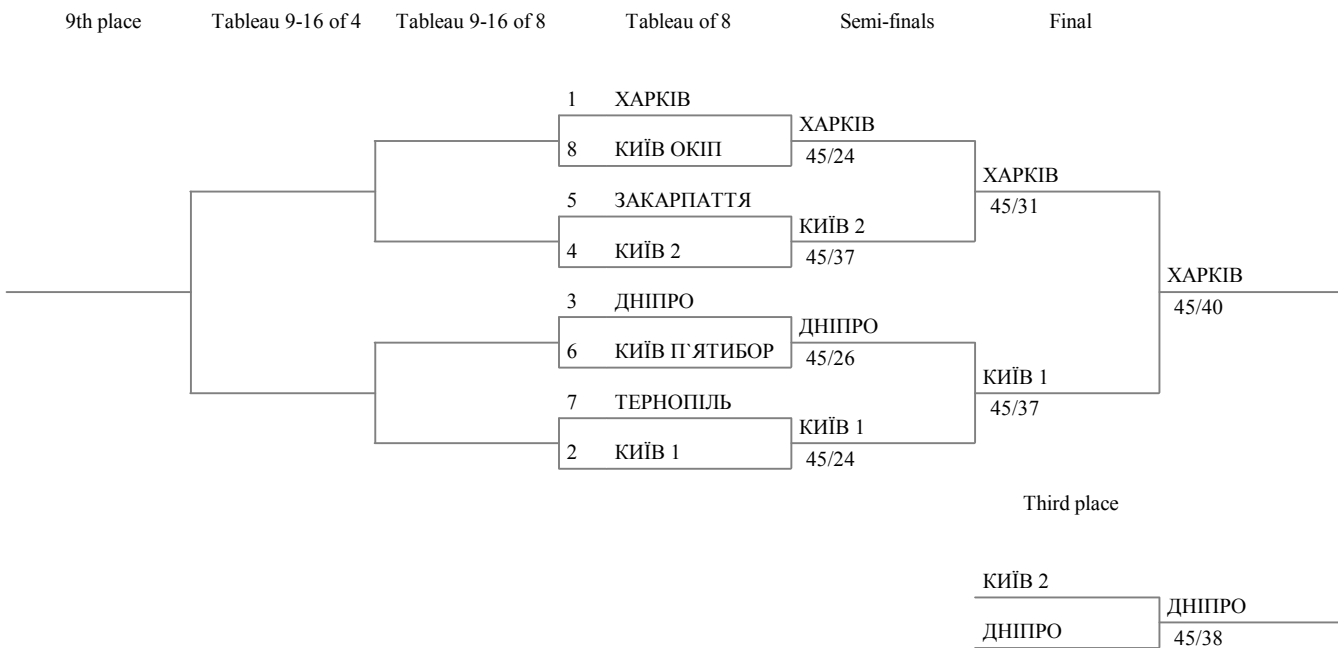 9th place Tableau 9-16 of 4 Tableau 9-16 of 8 Tableau of 8 Semi-finals Final
1 ХАРКІВ
ХАРКІВ
8 КИЇВ ОКІП
45/24
ХАРКІВ
45/31
5 ЗАКАРПАТТЯ
КИЇВ 2
4 КИЇВ 2
45/37
ХАРКІВ
45/40
3 ДНІПРО
ДНІПРО
6 КИЇВ П`ЯТИБОР
45/26
КИЇВ 1
45/37
7 ТЕРНОПІЛЬ
КИЇВ 1
2 КИЇВ 1
45/24
Third place
КИЇВ 2
ДНІПРО
ДНІПРО
45/38